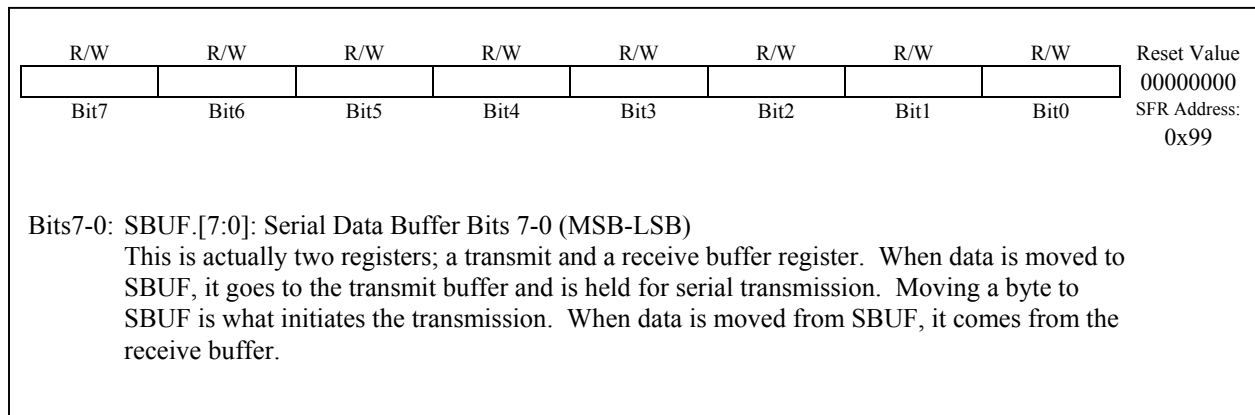 R/W R/W R/W R/W R/W R/W R/W R/W Reset Value
00000000
Bit7 Bit6 Bit5 Bit4 Bit3 Bit2 Bit1 Bit0 SFR Address:
0x99
Bits7-0: SBUF.[7:0]: Serial Data Buffer Bits 7-0 (MSB-LSB)
This is actually two registers; a transmit and a receive buffer register. When data is moved to
SBUF, it goes to the transmit buffer and is held for serial transmission. Moving a byte to
SBUF is what initiates the transmission. When data is moved from SBUF, it comes from the
receive buffer.